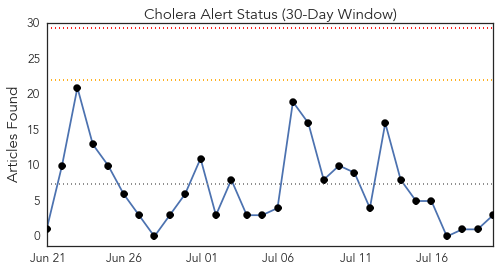 Cholera Alert Status (30-Day Window)
30
25
20
15
10
5
0
Articles Found
Jun 21 Jun 26 Jul 01 Jul 06 Jul 11 Jul 16